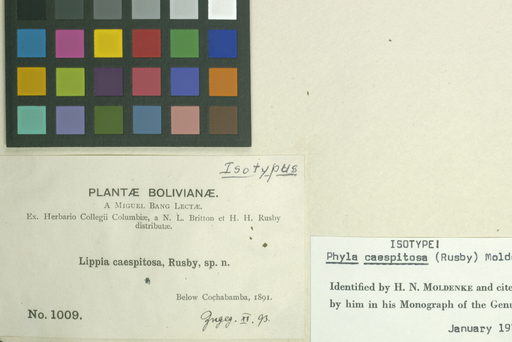 Isotypus
PLANTÆ BOLIVIANÆ.
A MIGUEL BANG LECTÆ.
Ex. Herbario Collegii Columbiæ, a N. L. Britton et H. H. Rusby
distributæ.
Lippia caespitosa, Rusby, sp. n.
Below Cochabamba, 1891.
No. 1009.
XI. 93.
ISOTYPE!
Phyla caespitosa (Rusby) Mold
Identified by H. N. MOLDENKE and cite
by him in his Monograph of the Genu
January 19